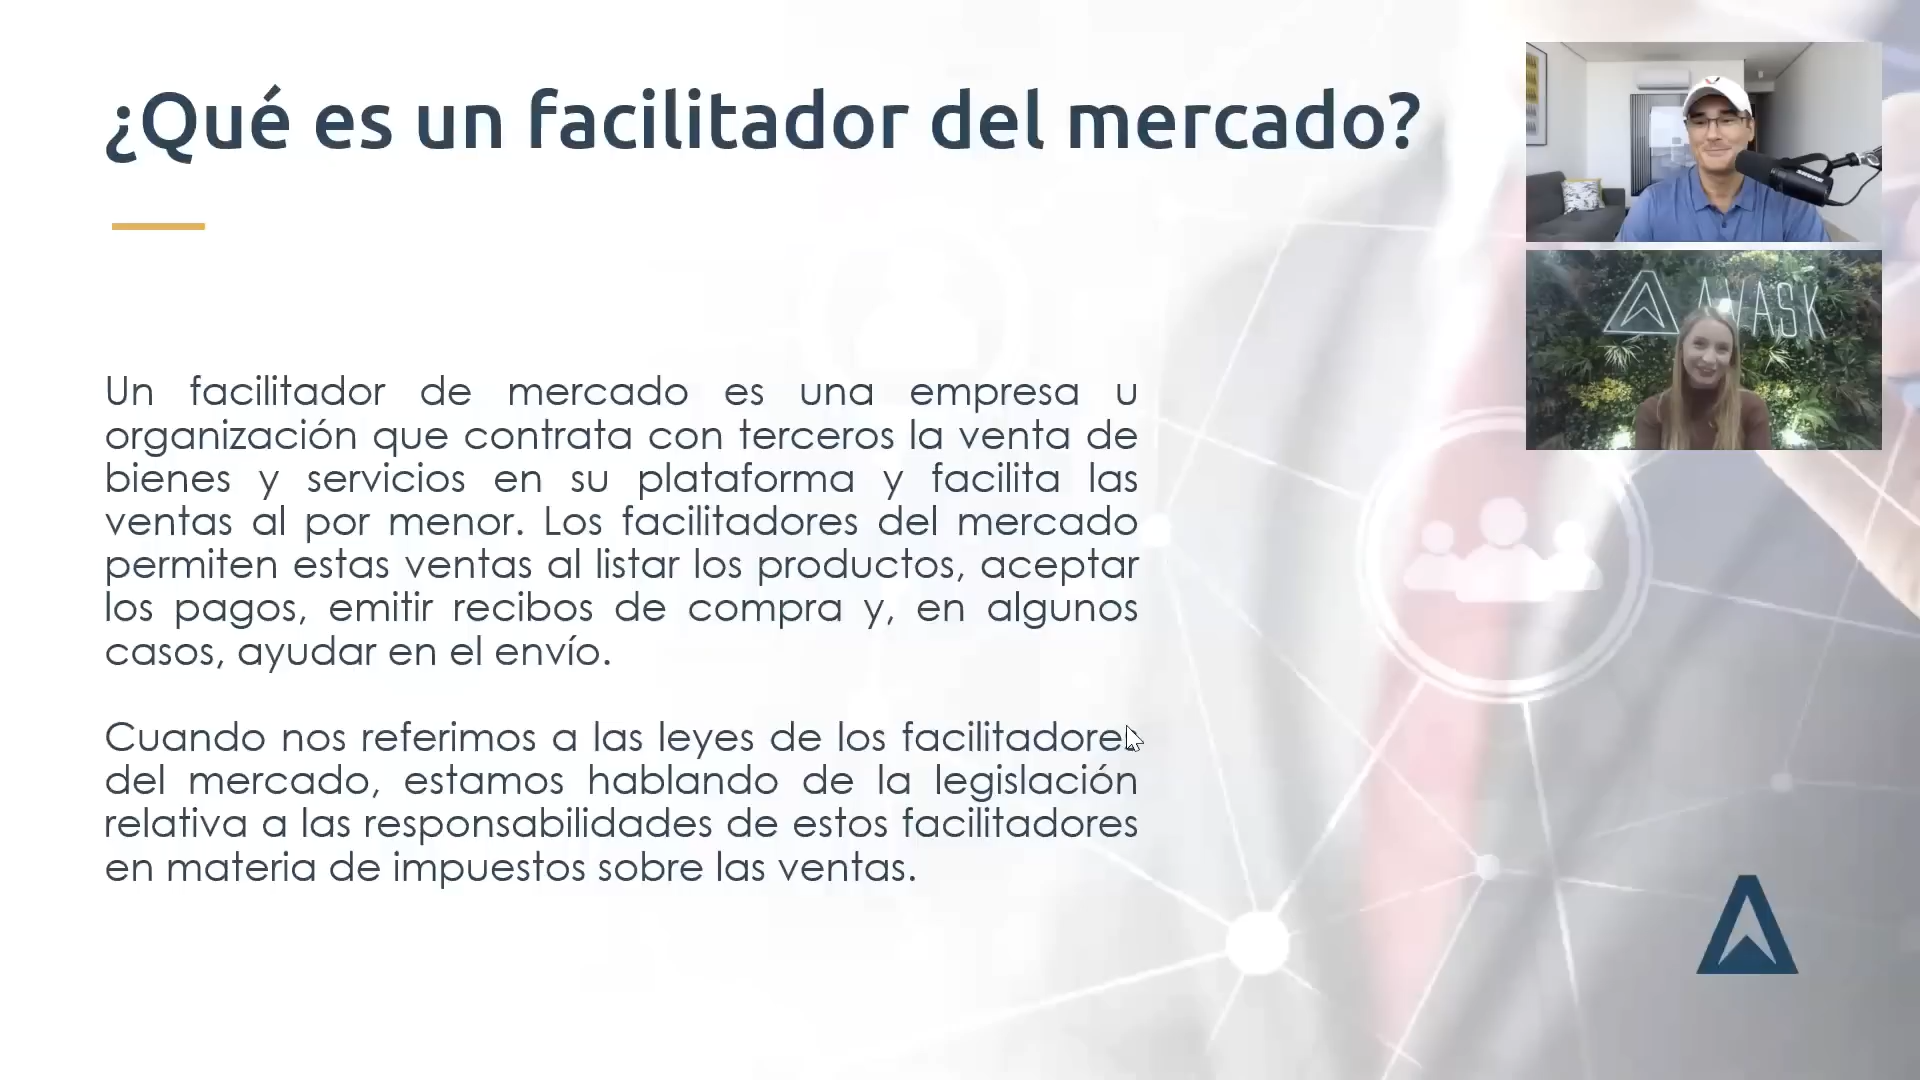 ¿Qué es un facilitador del mercado?
Un facilitador de mercado es una empresa u
organización que contrata con terceros la venta de
bienes y servicios en su plataforma y facilita las
ventas al por menor. Los facilitadores del mercado
permiten estas ventas al listar los productos, aceptar
los pagos, emitir recibos de compra y, en algunos
casos, ayudar en el envío.
Cuando nos referimos a las leyes de los facilitadores
del mercado, estamos hablando de la legislación
relativa a las responsabilidades de estos facilitadores
en materia de impuestos sobre las ventas.
SHURE
AVASK